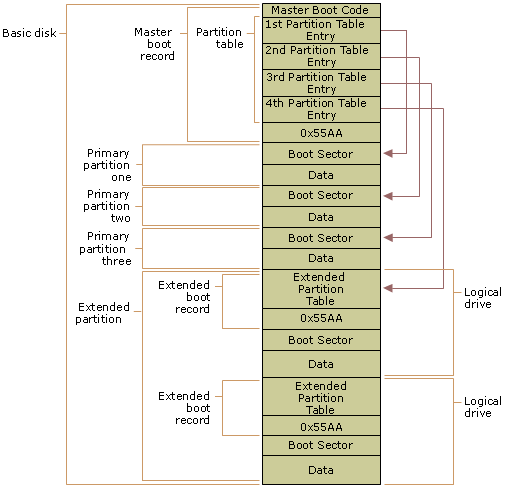 Basic disk
Master
boot
record
Partition
table
Master Boot Code
1st Partition Table
Entry
2nd Partition Table
Entry
3rd Partition Table
Entry
4th Partition Table
Entry
0x55AA
Primary
partition
one
Boot Sector
Data
Primary
partition
two
Boot Sector
Data
Primary
partition
three
Boot Sector
Data
Extended
partition
Extended
boot
record
Extended
Partition
Table
0x55AA
Boot Sector
Data
Logical
drive
Extended
boot
record
Extended
Partition
Table
0x55AA
Boot Sector
Data
Logical
drive